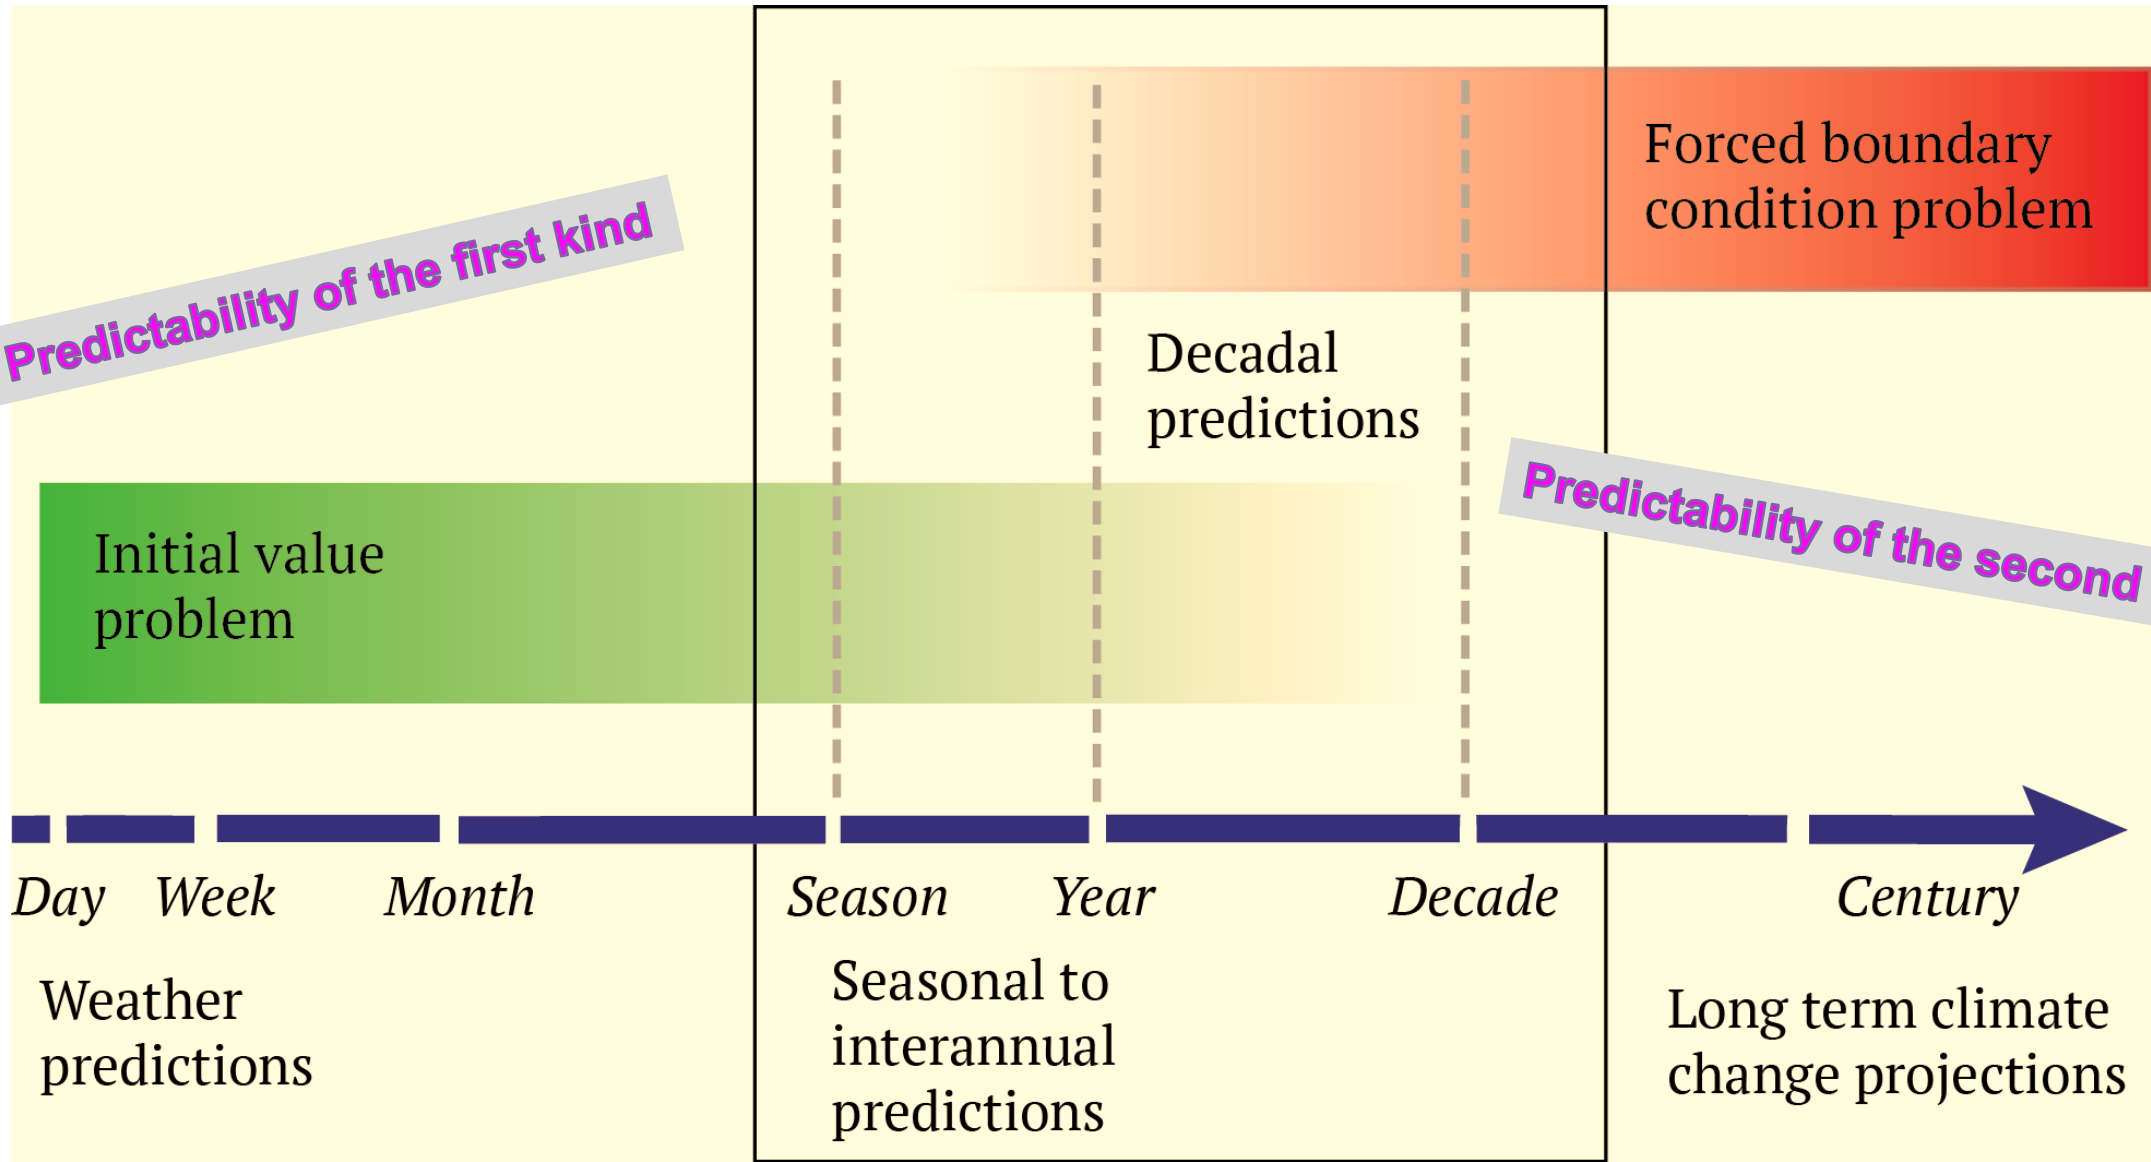 Forced boundary
condition problem
Predictability of the first kind
Decadal
predictions
Predictability of the second
Initial value
problem
Day Week Month Season Year Decade Century
Weather
predictions
Seasonal to
interannual
predictions
Long term climate
change projections